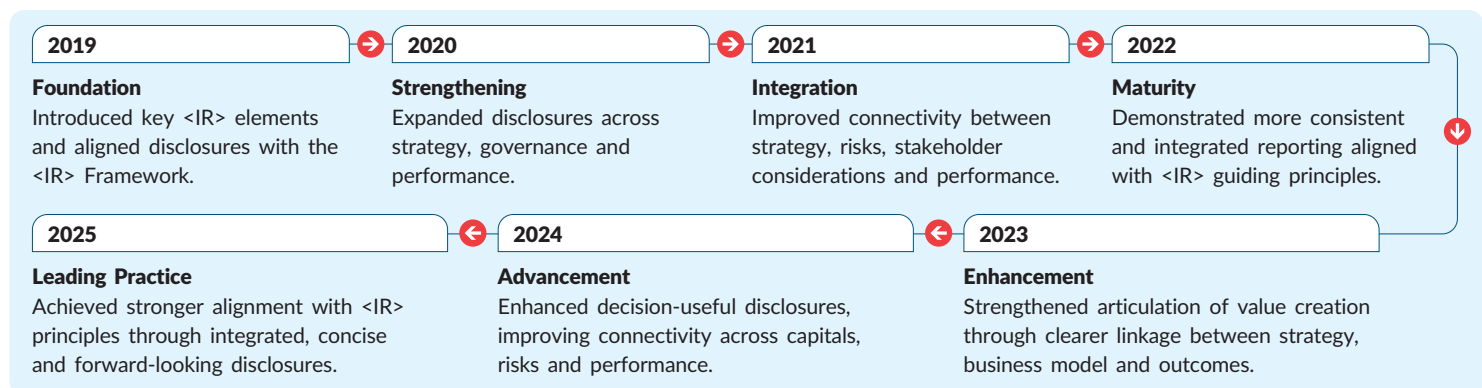 2019
Foundation
Introduced key <IR> elements
and aligned disclosures with the
<IR> Framework.
2020
Strengthening
Expanded disclosures across
strategy, governance and
performance.
2021
Integration
Improved connectivity between
strategy, risks, stakeholder
considerations and performance.
2022
Maturity
Demonstrated more consistent
and integrated reporting aligned
with <IR> guiding principles.
2023
Enhancement
Strengthened articulation of value creation
through clearer linkage between strategy,
business model and outcomes.
2024
Advancement
Enhanced decision-useful disclosures,
improving connectivity across capitals,
risks and performance.
2025
Leading Practice
Achieved stronger alignment with <IR>
principles through integrated, concise
and forward-looking disclosures.